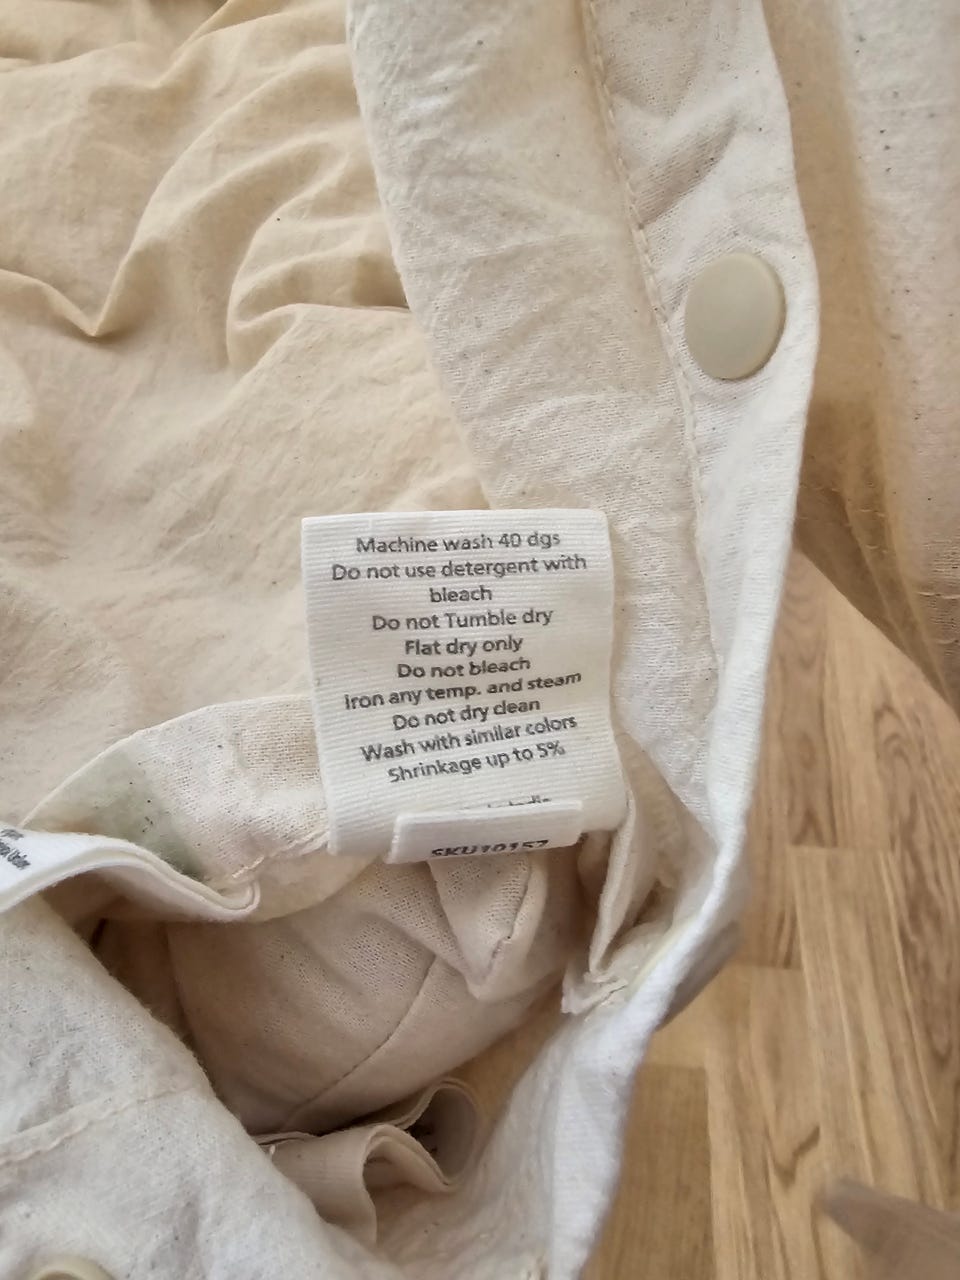 Machine wash 40 dgs
Do not use detergent with
bleach
Do not Tumble dry
Flat dry only
Do not bleach
Iron any temp. and steam
Do not dry clean
Wash with similar colors
Shrinkage up to 5%
SKU10157